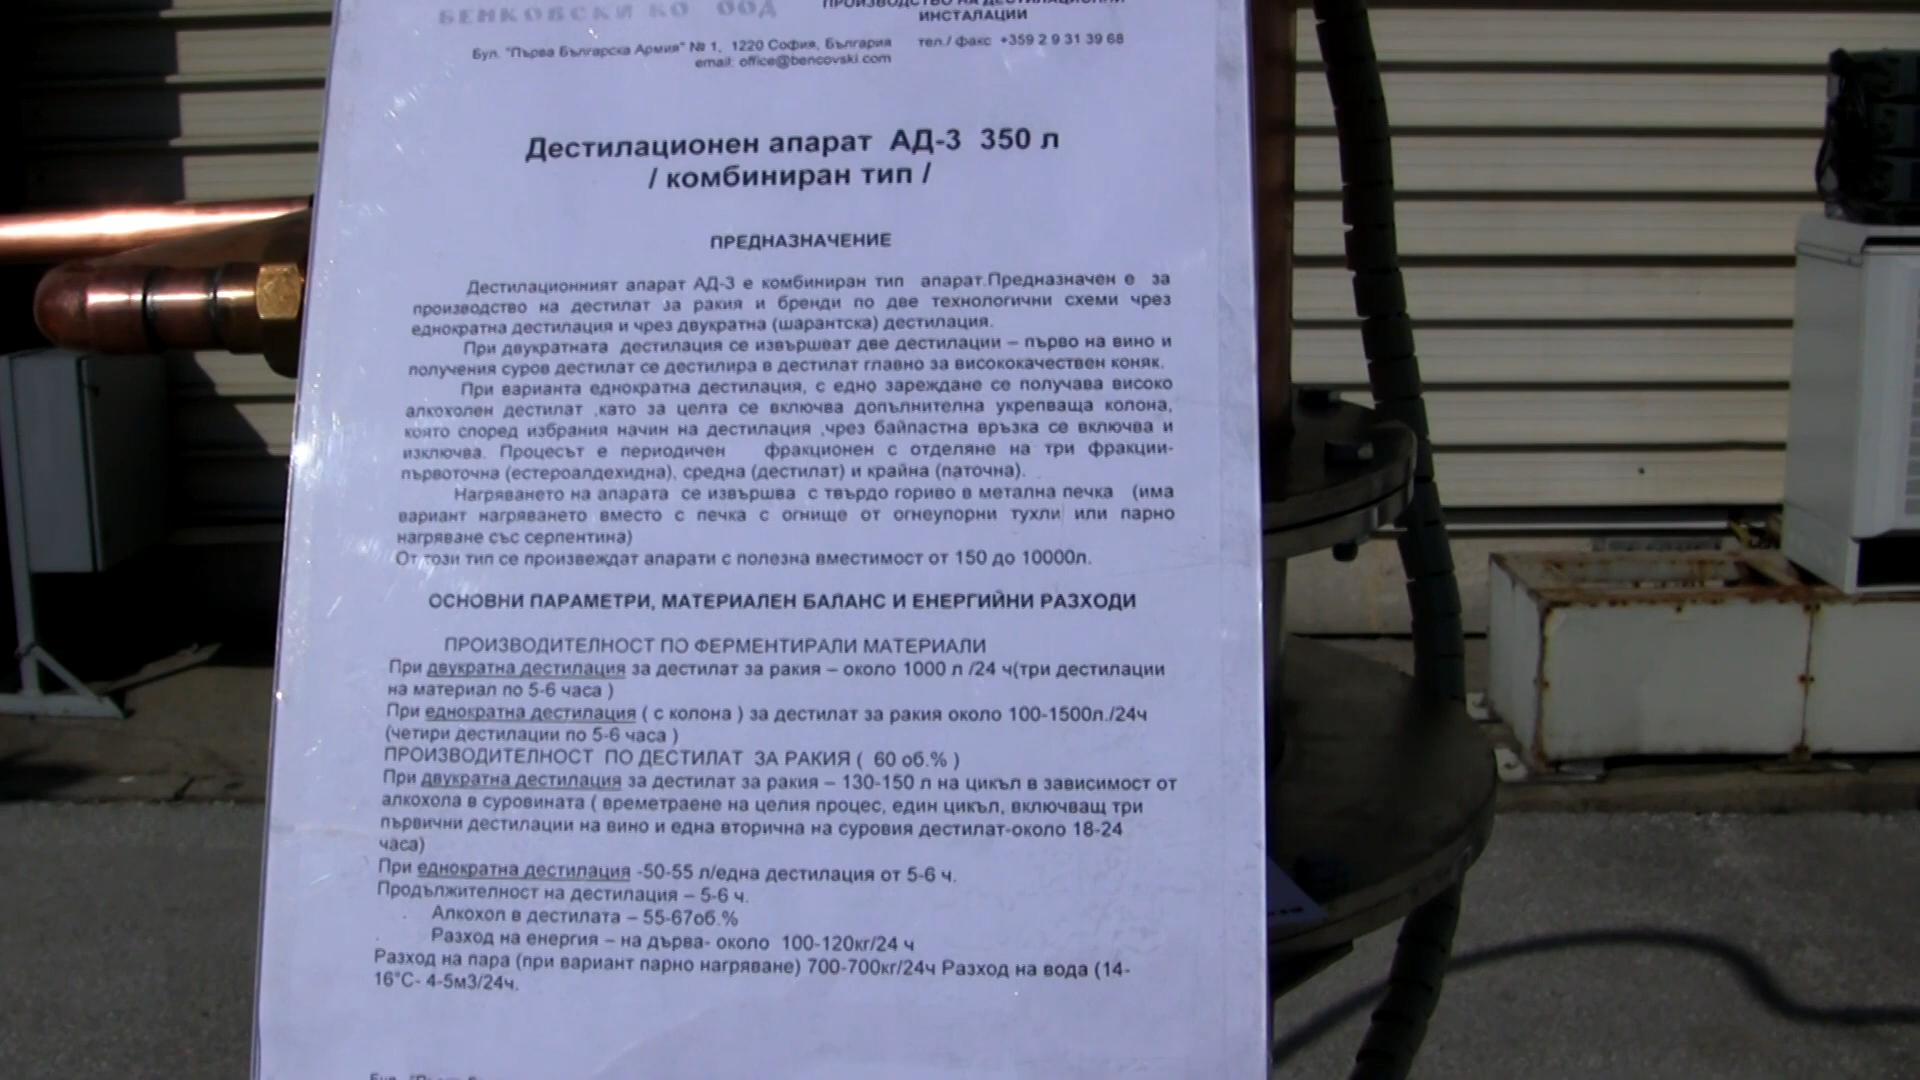 БЕНКОВСКИ КО ООД
ПРОИЗВОДСТВО НА ДЕСТИЛАЦИОННИ
ИНСТАЛАЦИИ
Бул. "Първа Българска Армия" № 1, 1220 София, България тел./ факс +359 2 9 31 39 68
email: office@bencovski.com
Дестилационен апарат АД-3 350 л
/ комбиниран тип /
ПРЕДНАЗНАЧЕНИЕ
Дестилационният апарат АД-3 е комбиниран тип апарат.Предназначен е за
производство на дестилат за ракия и бренди по две технологични схеми чрез
еднократна дестилация и чрез двукратна (шарантска) дестилация.
При двукратната дестилация се извършват две дестилации – първо на вино и
получения суров дестилат се дестилира в дестилат главно за висококачествен коняк.
При варианта еднократна дестилация, с едно зареждане се получава високо
алкохолен дестилат ,като за целта се включва допълнителна укрепваща колона,
която според избрания начин на дестилация ,чрез байпастна връзка се включва и
изключва. Процесът е периодичен фракционен с отделяне на три фракции-
първоточна (естероалдехидна), средна (дестилат) и крайна (паточна).
Нагряването на апарата се извършва с твърдо гориво в метална печка (има
вариант нагряването вместо с печка с огнище от огнеупорни тухли или парно
нагряване със серпентина)
От този тип се произвеждат апарати с полезна вместимост от 150 до 10000л.
ОСНОВНИ ПАРАМЕТРИ, МАТЕРИАЛЕН БАЛАНС И ЕНЕРГИЙНИ РАЗХОДИ
ПРОИЗВОДИТЕЛНОСТ ПО ФЕРМЕНТИРАЛИ МАТЕРИАЛИ
При двукратна дестилация за дестилат за ракия – около 1000 л /24 ч(три дестилации
на материал по 5-6 часа )
При еднократна дестилация ( с колона ) за дестилат за ракия около 100-1500л./24ч
(четири дестилации по 5-6 часа )
ПРОИЗВОДИТЕЛНОСТ ПО ДЕСТИЛАТ ЗА РАКИЯ ( 60 об.% )
При двукратна дестилация за дестилат за ракия – 130-150 л на цикъл в зависимост от
алкохола в суровината ( времетраене на целия процес, един цикъл, включващ три
първични дестилации на вино и една вторична на суровия дестилат-около 18-24
часа)
При еднократна дестилация -50-55 л/една дестилация от 5-6 ч.
Продължителност на дестилация – 5-6 ч.
Алкохол в дестилата – 55-67об.%
Разход на енергия – на дърва- около 100-120кг/24 ч
Разход на пара (при вариант парно нагряване) 700-700кг/24ч Разход на вода (14-
16°С- 4-5м3/24ч.